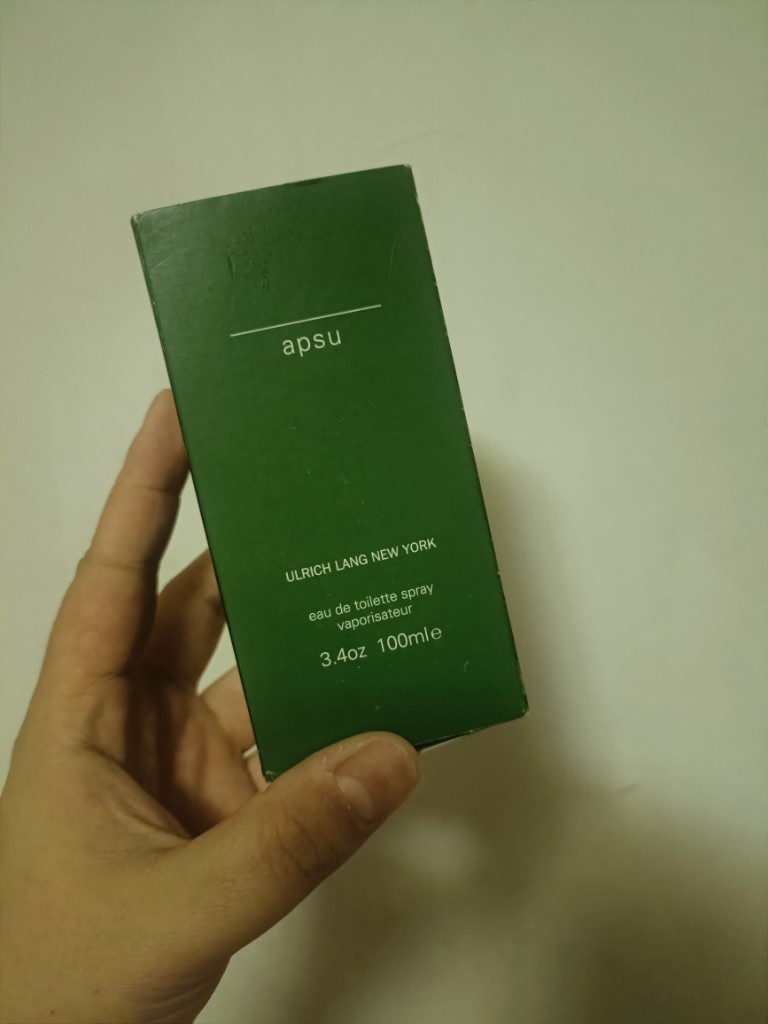 apsu
ULRICH LANG NEW YORK
eau de toilette spray
vaporisateur
3.4oz 100ml℮